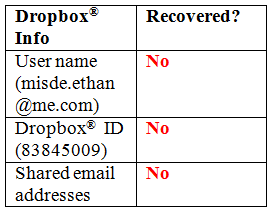 Dropbox® Recovered?
Info
User name No
(misde.ethan
@me.com)
Dropbox® ID No
(83845009)
Shared email No
addresses